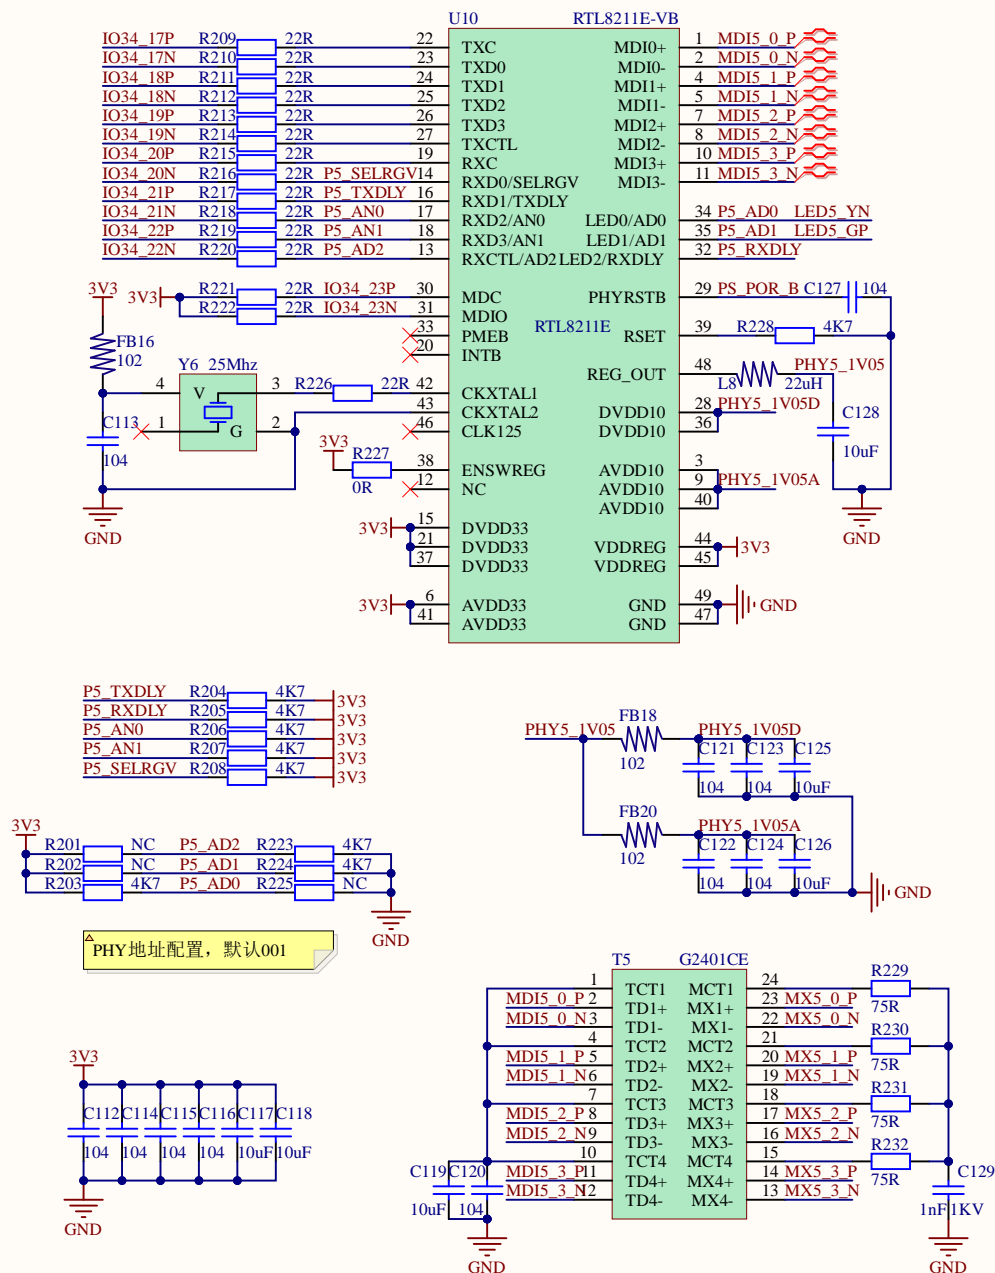 U10 RTL8211E-VB
IO34_17P R209 22R 22 TXC MDI0+ 1 MDI5_0_P
IO34_17N R210 22R 23 TXD0 MDI0- 2 MDI5_0_N
IO34_18P R211 22R 24 TXD1 MDI1+ 4 MDI5_1_P
IO34_18N R212 22R 25 TXD2 MDI1- 5 MDI5_1_N
IO34_19P R213 22R 26 TXD3 MDI2+ 7 MDI5_2_P
IO34_19N R214 22R 27 TXCTL MDI2- 8 MDI5_2_N
IO34_20P R215 22R 19 RXC MDI3+ 10 MDI5_3_P
IO34_20N R216 22R P5_SELRGV 14 RXD0/SELRGV MDI3- 11 MDI5_3_N
IO34_21P R217 22R P5_TXDLY 16 RXD1/TXDLY
IO34_21N R218 22R P5_AN0 17 RXD2/AN0 LED0/AD0 34 P5_AD0 LED5_YN
IO34_22P R219 22R P5_AN1 18 RXD3/AN1 LED1/AD1 35 P5_AD1 LED5_GP
IO34_22N R220 22R P5_AD2 13 RXCTL/AD2 LED2/RXDLY 32 P5_RXDLY
3V3 3V3 R221 22R IO34_23P 30 MDC PHYRSTB 29 PS_POR_B C127 104
R222 22R IO34_23N 31 MDIO
33 PMEB RTL8211E RSET 39 R228 4K7
FB16 102
20 INTB
Y6 25Mhz REG_OUT 48 L8 22uH PHY5_1V05
4 V 3 R226 22R 42 CKXTAL1
43 CKXTAL2 DVDD10 28 PHY5_1V05D
C113 104 1 G 2 46 CLK125 DVDD10 36 C128 10uF
3V3 R227 0R 38 ENSWREG AVDD10 3
12 NC AVDD10 9 PHY5_1V05A
AVDD10 40
GND GND
3V3 15 DVDD33
21 DVDD33 VDDREG 44 3V3
37 DVDD33 VDDREG 45
3V3 6 AVDD33 GND 49 GND
41 AVDD33 GND 47
P5_TXDLY R204 4K7 3V3
P5_RXDLY R205 4K7 3V3
P5_AN0 R206 4K7 3V3
P5_AN1 R207 4K7 3V3
P5_SELRGV R208 4K7 3V3
PHY5_1V05 FB18 102 PHY5_1V05D
C121 C123 C125
104 104 10uF
FB20 102 PHY5_1V05A
C122 C124 C126
104 104 10uF
GND
3V3
R201 NC P5_AD2 R223 4K7
R202 NC P5_AD1 R224 4K7
R203 4K7 P5_AD0 R225 NC
GND
PHY地址配置，默认001
T5 G2401CE
1 TCT1 MCT1 24 R229 75R
MDI5_0_P 2 TD1+ MX1+ 23 MX5_0_P
MDI5_0_N 3 TD1- MX1- 22 MX5_0_N
4 TCT2 MCT2 21 R230 75R
MDI5_1_P 5 TD2+ MX2+ 20 MX5_1_P
MDI5_1_N 6 TD2- MX2- 19 MX5_1_N
7 TCT3 MCT3 18 R231 75R
MDI5_2_P 8 TD3+ MX3+ 17 MX5_2_P
MDI5_2_N 9 TD3- MX3- 16 MX5_2_N
10 TCT4 MCT4 15 R232 75R
MDI5_3_P 11 TD4+ MX4+ 14 MX5_3_P
MDI5_3_N 12 TD4- MX4- 13 MX5_3_N
C119 C120 C129
10uF 104 1nF 1KV
GND GND
3V3
C112 C114 C115 C116 C117 C118
104 104 104 104 10uF 10uF
GND